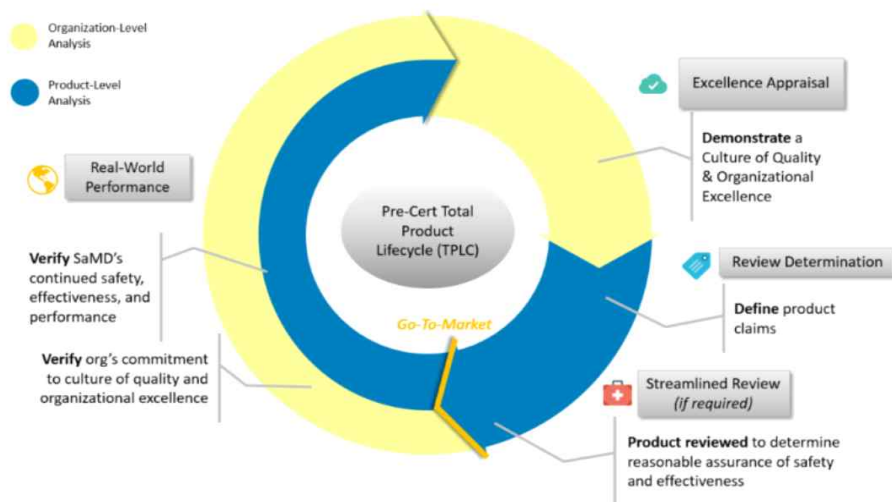 Organization-Level
Analysis
Product-Level
Analysis
Excellence Appraisal
Demonstrate a
Culture of Quality
& Organizational
Excellence
Real-World
Performance
Pre-Cert Total
Product
Lifecycle (TPLC)
Verify SaMD's
continued safety,
effectiveness, and
performance
Review Determination
Define product
claims
Go-To-Market
Verify org's commitment
to culture of quality and
organizational excellence
Streamlined Review
(if required)
Product reviewed to determine
reasonable assurance of safety
and effectiveness